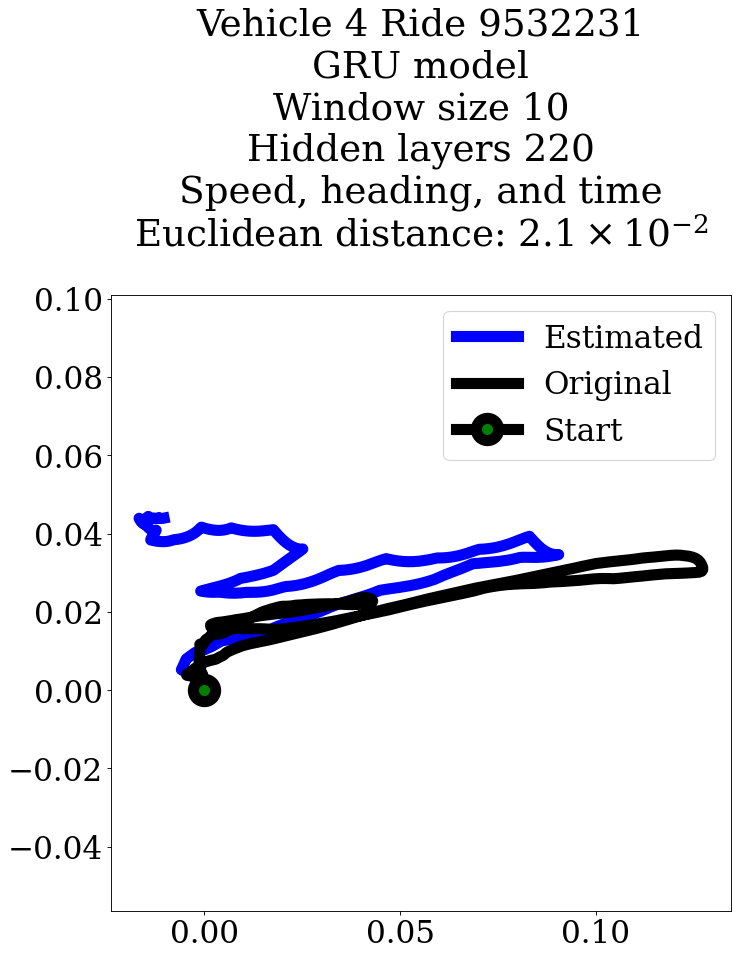 Vehicle 4 Ride 9532231
GRU model
Window size 10
Hidden layers 220
Speed, heading, and time
Euclidean distance: 2.1 × 10⁻²
0.10
0.08
0.06
0.04
0.02
0.00
−0.02
−0.04
Estimated
Original
Start
0.00
0.05
0.10